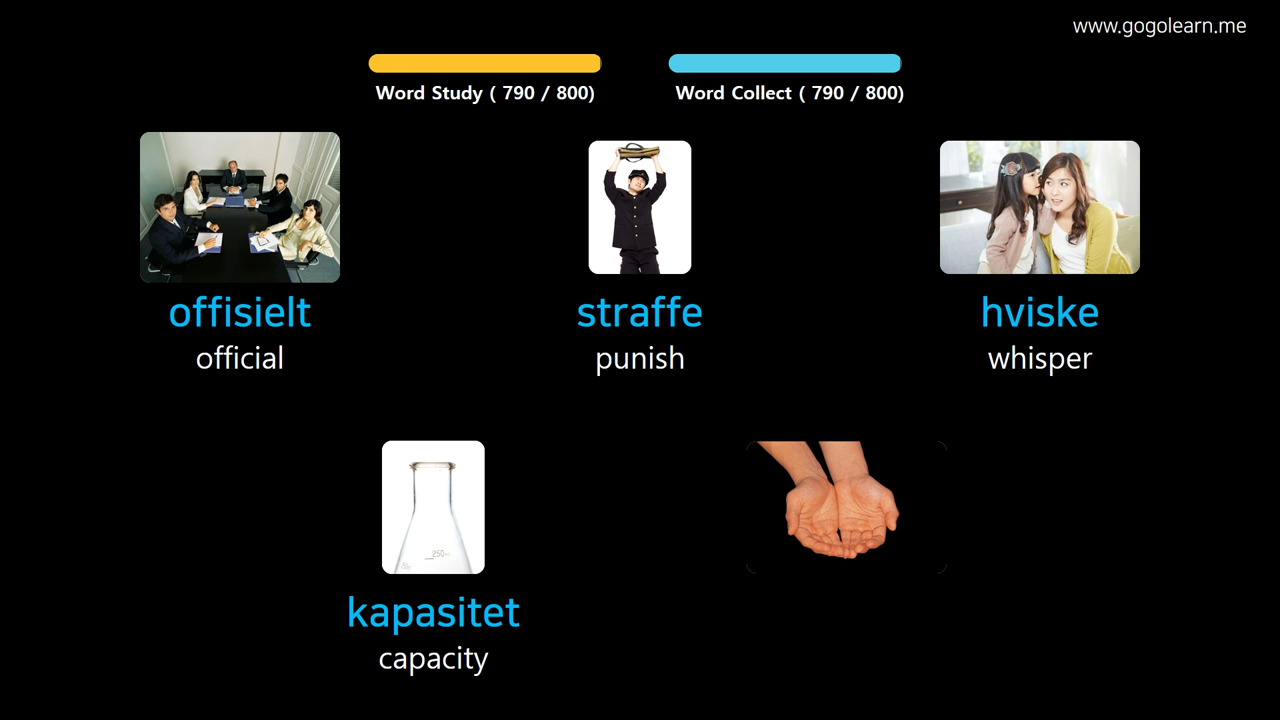 www.gogolearn.me
Word Study ( 790 / 800)
Word Collect ( 790 / 800)
offisielt
official
straffe
punish
hviske
whisper
250
kapasitet
capacity